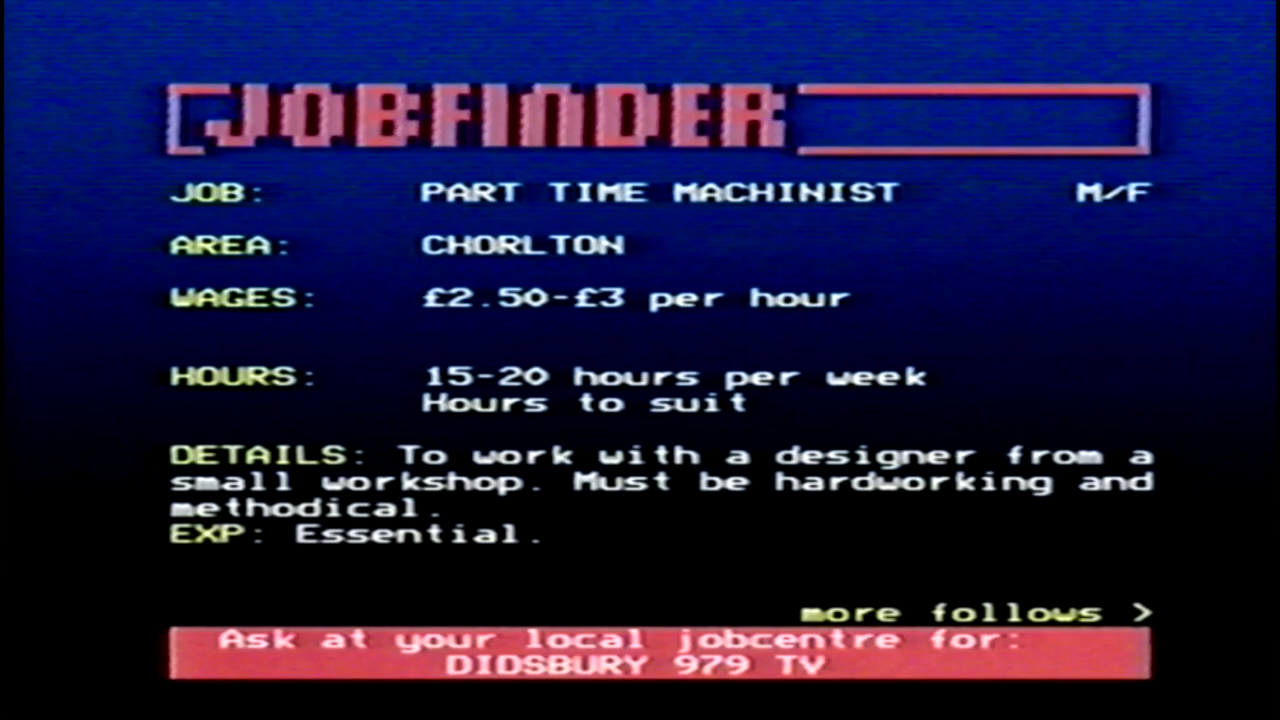 JOBFINDER
JOB: PART TIME MACHINIST M/F
AREA: CHORLTON
WAGES: £2.50-£3 per hour
HOURS: 15-20 hours per week
Hours to suit
DETAILS: To work with a designer from a
small workshop. Must be hardworking and
methodical.
EXP: Essential.
more follows >
Ask at your local jobcentre for:
DIDSBURY 979 TV